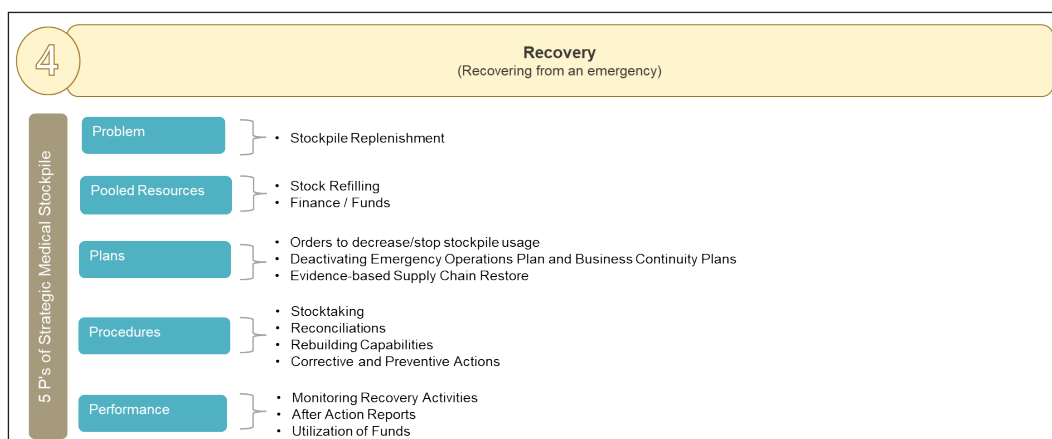 4
Recovery
(Recovering from an emergency)
5 P's of Strategic Medical Stockpile
Problem
• Stockpile Replenishment
Pooled Resources
• Stock Refilling
• Finance / Funds
Plans
• Orders to decrease/stop stockpile usage
• Deactivating Emergency Operations Plan and Business Continuity Plans
• Evidence-based Supply Chain Restore
Procedures
• Stocktaking
• Reconciliations
• Rebuilding Capabilities
• Corrective and Preventive Actions
Performance
• Monitoring Recovery Activities
• After Action Reports
• Utilization of Funds